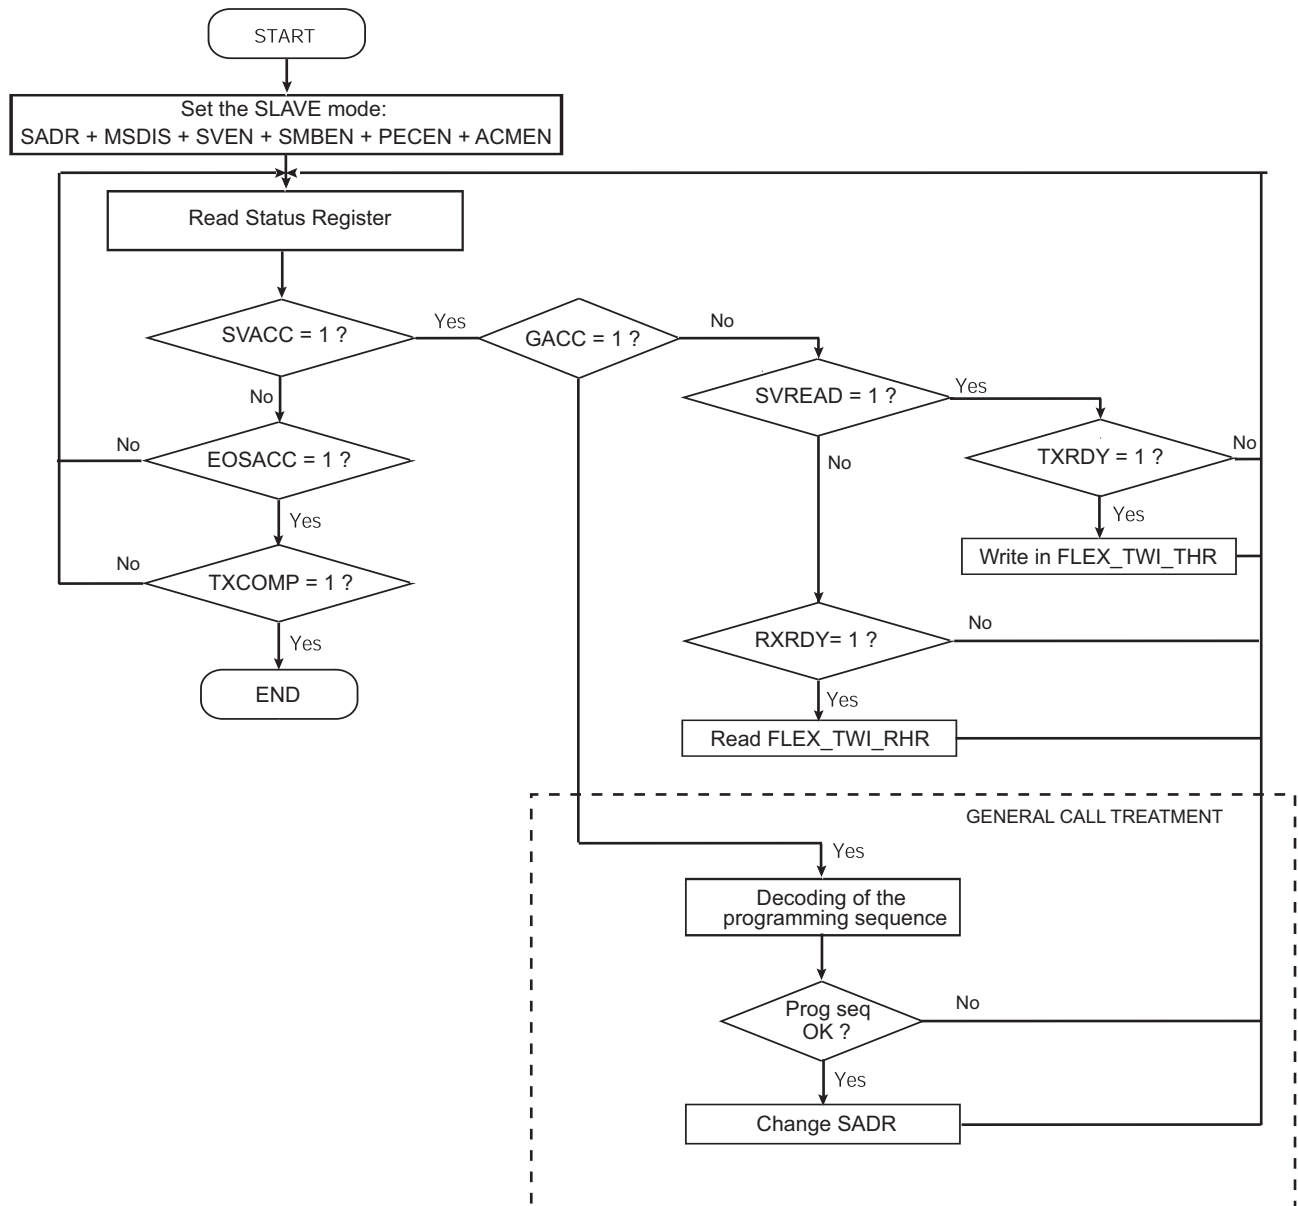 START
Set the SLAVE mode:
SADR + MSDIS + SVEN + SMBEN + PECEN + ACMEN
Read Status Register
SVACC = 1 ?
Yes
GACC = 1 ?
No
SVREAD = 1 ?
Yes
No
No
EOSACC = 1 ?
No
TXRDY = 1 ?
No
Yes
Yes
Write in FLEX_TWI_THR
No
TXCOMP = 1 ?
Yes
RXRDY= 1 ?
No
END
Yes
Read FLEX_TWI_RHR
GENERAL CALL TREATMENT
Yes
Decoding of the
programming sequence
Prog seq
OK ?
No
Yes
Change SADR